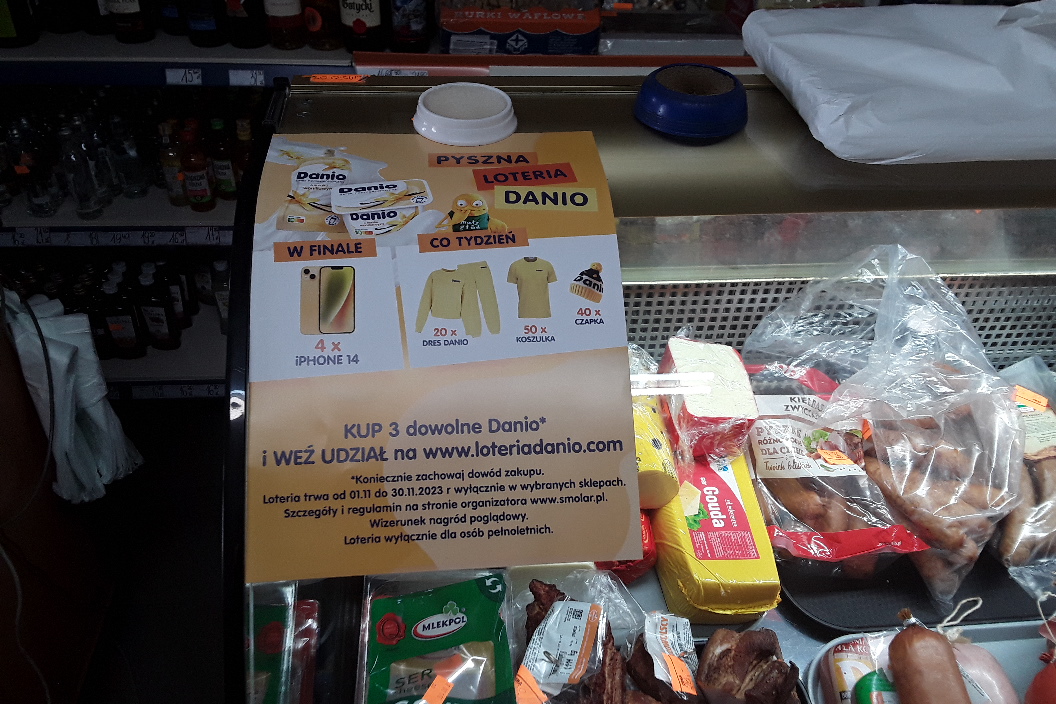 RURKI WAFLOWE
PYSZNA
LOTERIA
DANIO
Danio
Danio
Danio
W FINALE
CO TYDZIEŃ
4 x
iPHONE 14
20 x
DRES DANIO
50 x
KOSZULKA
40 x
CZAPKA
KUP 3 dowolne Danio*
i WEŹ UDZIAŁ na www.loteriadanio.com
*Koniecznie zachowaj dowód zakupu.
Loteria trwa od 01.11 do 30.11.2023 r wyłącznie w wybranych sklepach.
Szczegóły i regulamin na stronie organizatora www.smolar.pl.
Wizerunek nagród poglądowy.
Loteria wyłącznie dla osób pełnoletnich.
Gouda
MLEKPOL
SER